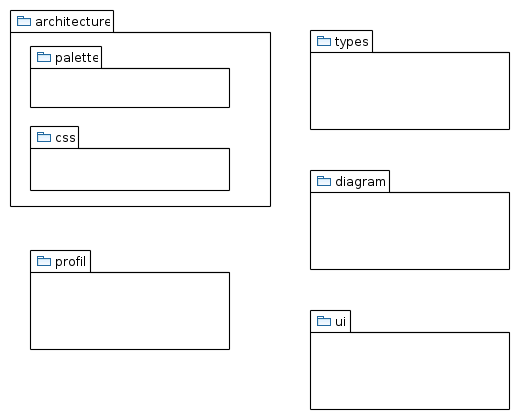 architecture
palette
css
profil
types
diagram
ui